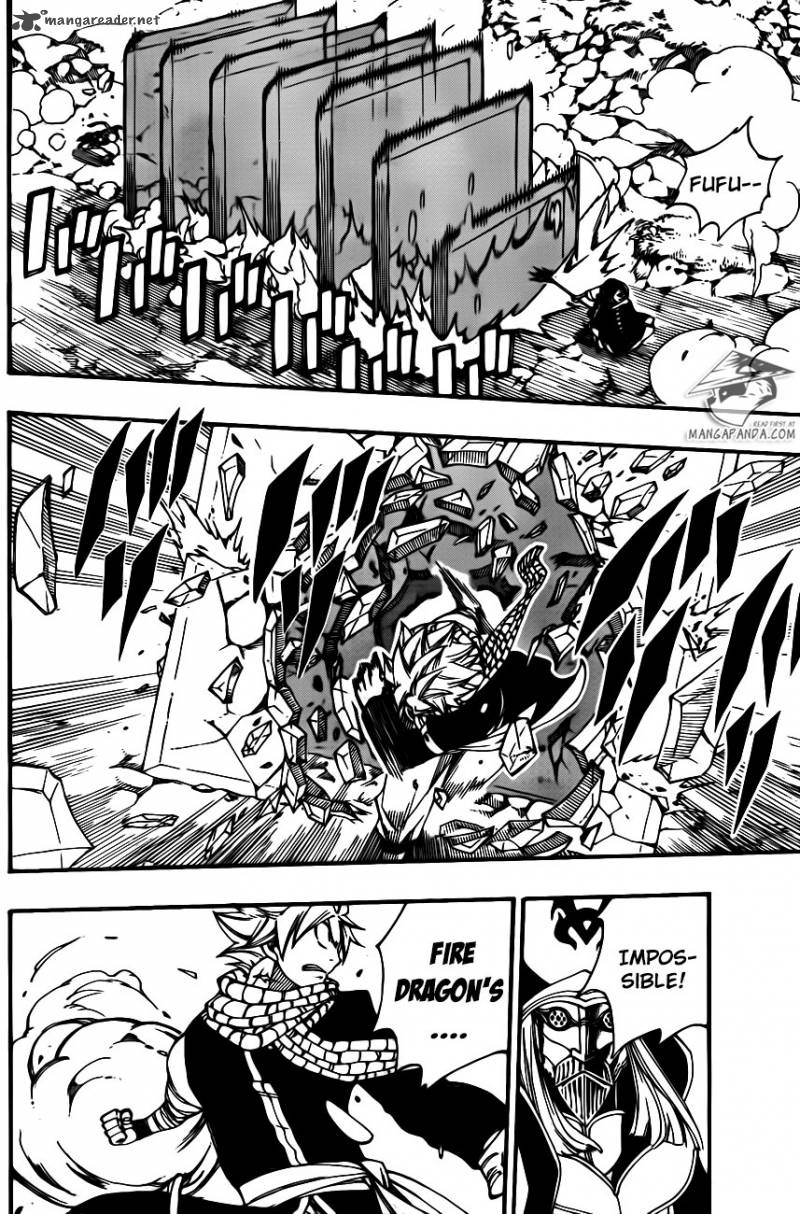 mangareader.net
FUFU--
READ FIRST AT
MANGAPANDA.COM
IMPOS-
SIBLE!
FIRE
DRAGON'S
....